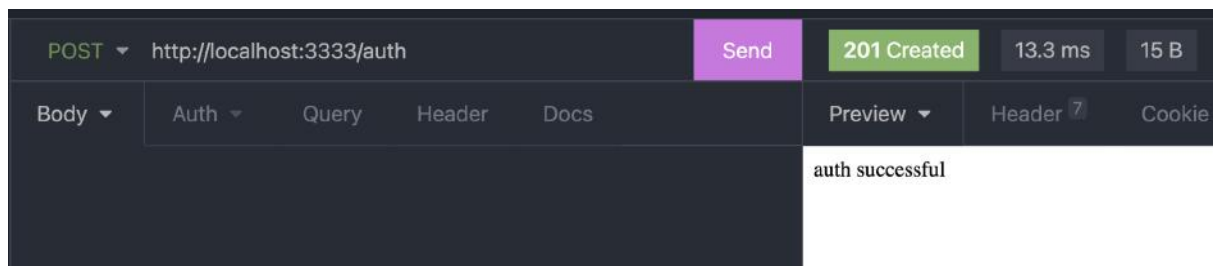 POST http://localhost:3333/auth Send 201 Created 13.3 ms 15 B
Body Auth Query Header Docs Preview Header 7 Cookie
auth successful